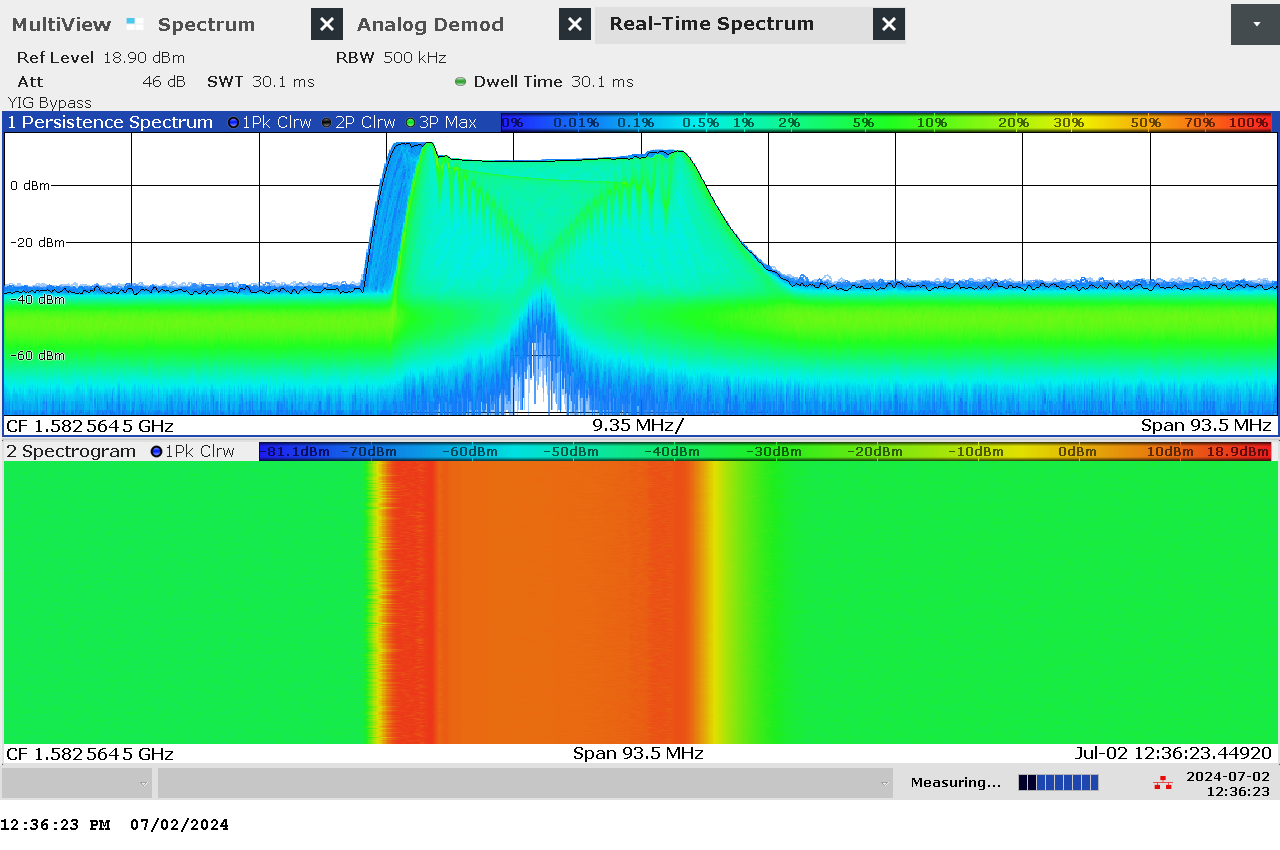 MultiView Spectrum Analog Demod Real-Time Spectrum
Ref Level 18.90 dBm RBW 500 kHz
Att 46 dB SWT 30.1 ms Dwell Time 30.1 ms
YIG Bypass
1 Persistence Spectrum 1Pk Clrw 2P Clrw 3P Max 0% 0.01% 0.1% 0.5% 1% 2% 5% 10% 20% 30% 50% 70% 100%
0 dBm
-20 dBm
-40 dBm
-60 dBm
CF 1.5825645 GHz 9.35 MHz/ Span 93.5 MHz
2 Spectrogram 1Pk Clrw -81.1dBm -70dBm -60dBm -50dBm -40dBm -30dBm -20dBm -10dBm 0dBm 10dBm 18.9dBm
CF 1.5825645 GHz Span 93.5 MHz Jul-02 12:36:23.44920
Measuring... 2024-07-02
12:36:23
12:36:23 PM 07/02/2024